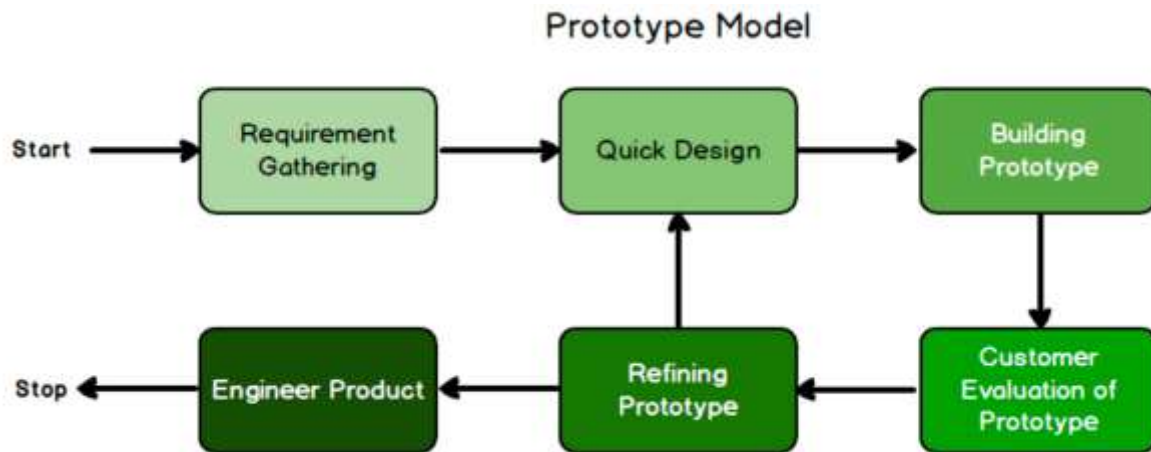 Prototype Model
Start
Requirement
Gathering
Quick Design
Building
Prototype
Stop
Engineer Product
Refining
Prototype
Customer
Evaluation of
Prototype